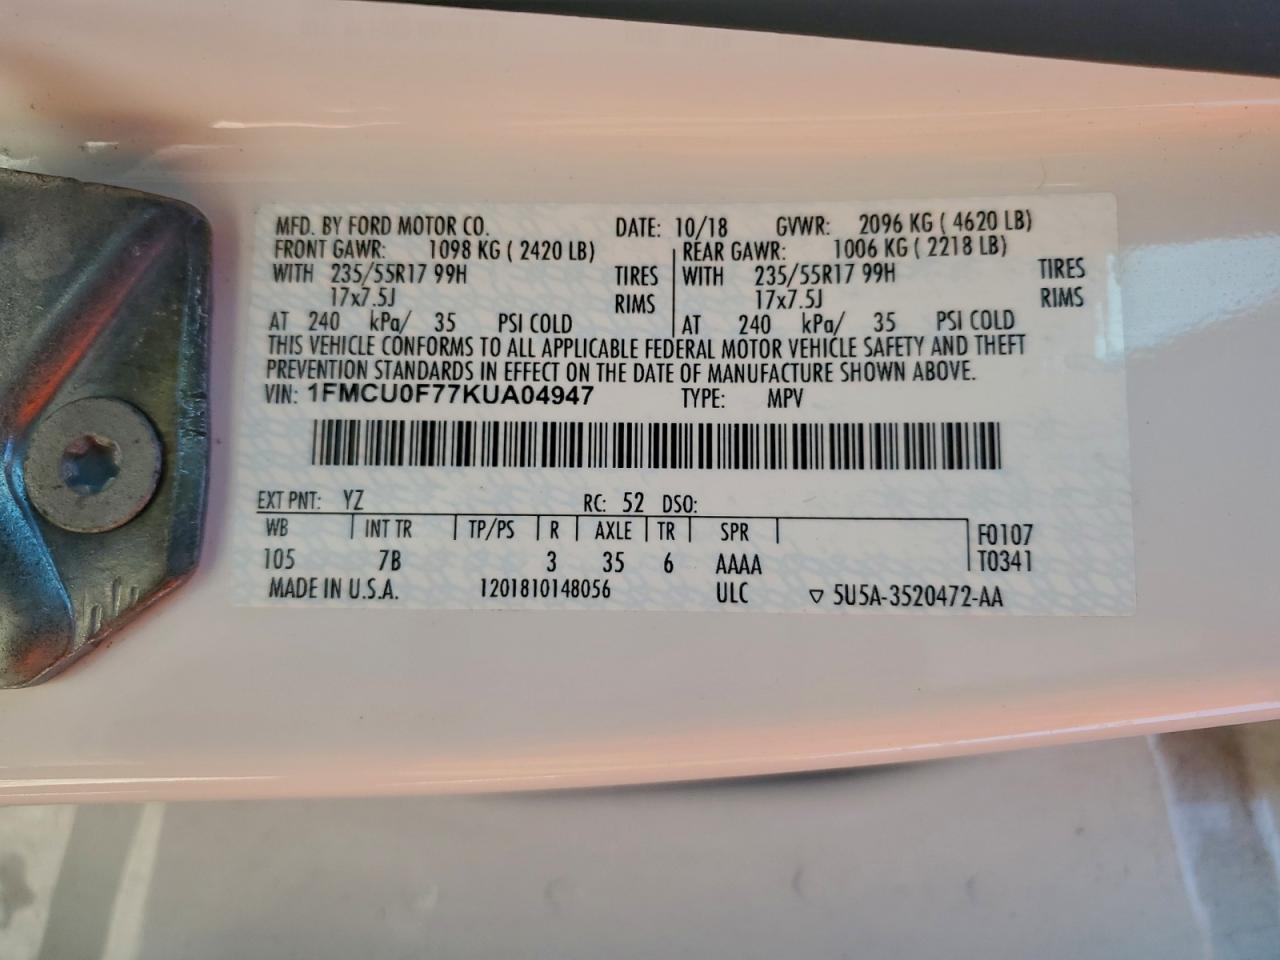 MFD. BY FORD MOTOR CO. DATE: 10/18 GVWR: 2096 KG ( 4620 LB)
FRONT GAWR: 1098 KG ( 2420 LB) REAR GAWR: 1006 KG ( 2218 LB)
WITH 235/55R17 99H TIRES WITH 235/55R17 99H TIRES
17x7.5J RIMS 17x7.5J RIMS
AT 240 kPa/ 35 PSI COLD AT 240 kPa/ 35 PSI COLD
THIS VEHICLE CONFORMS TO ALL APPLICABLE FEDERAL MOTOR VEHICLE SAFETY AND THEFT
PREVENTION STANDARDS IN EFFECT ON THE DATE OF MANUFACTURE SHOWN ABOVE.
VIN: 1FMCU0F77KUA04947 TYPE: MPV
EXT PNT: YZ RC: 52 DSO:
WB INT TR TP/PS R AXLE TR SPR F0107
105 7B 3 35 6 AAAA T0341
MADE IN U.S.A. 1201810148056 ULC ▽ 5U5A-3520472-AA